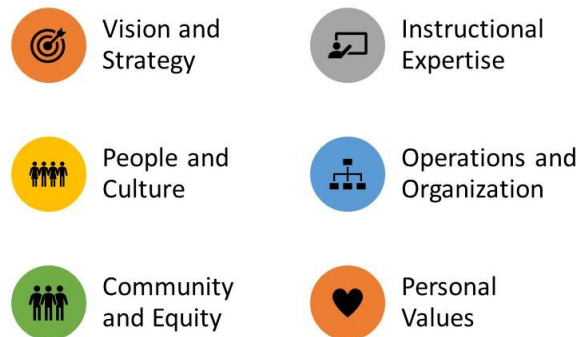 Vision and
Strategy
Instructional
Expertise
People and
Culture
Operations and
Organization
Community
and Equity
Personal
Values